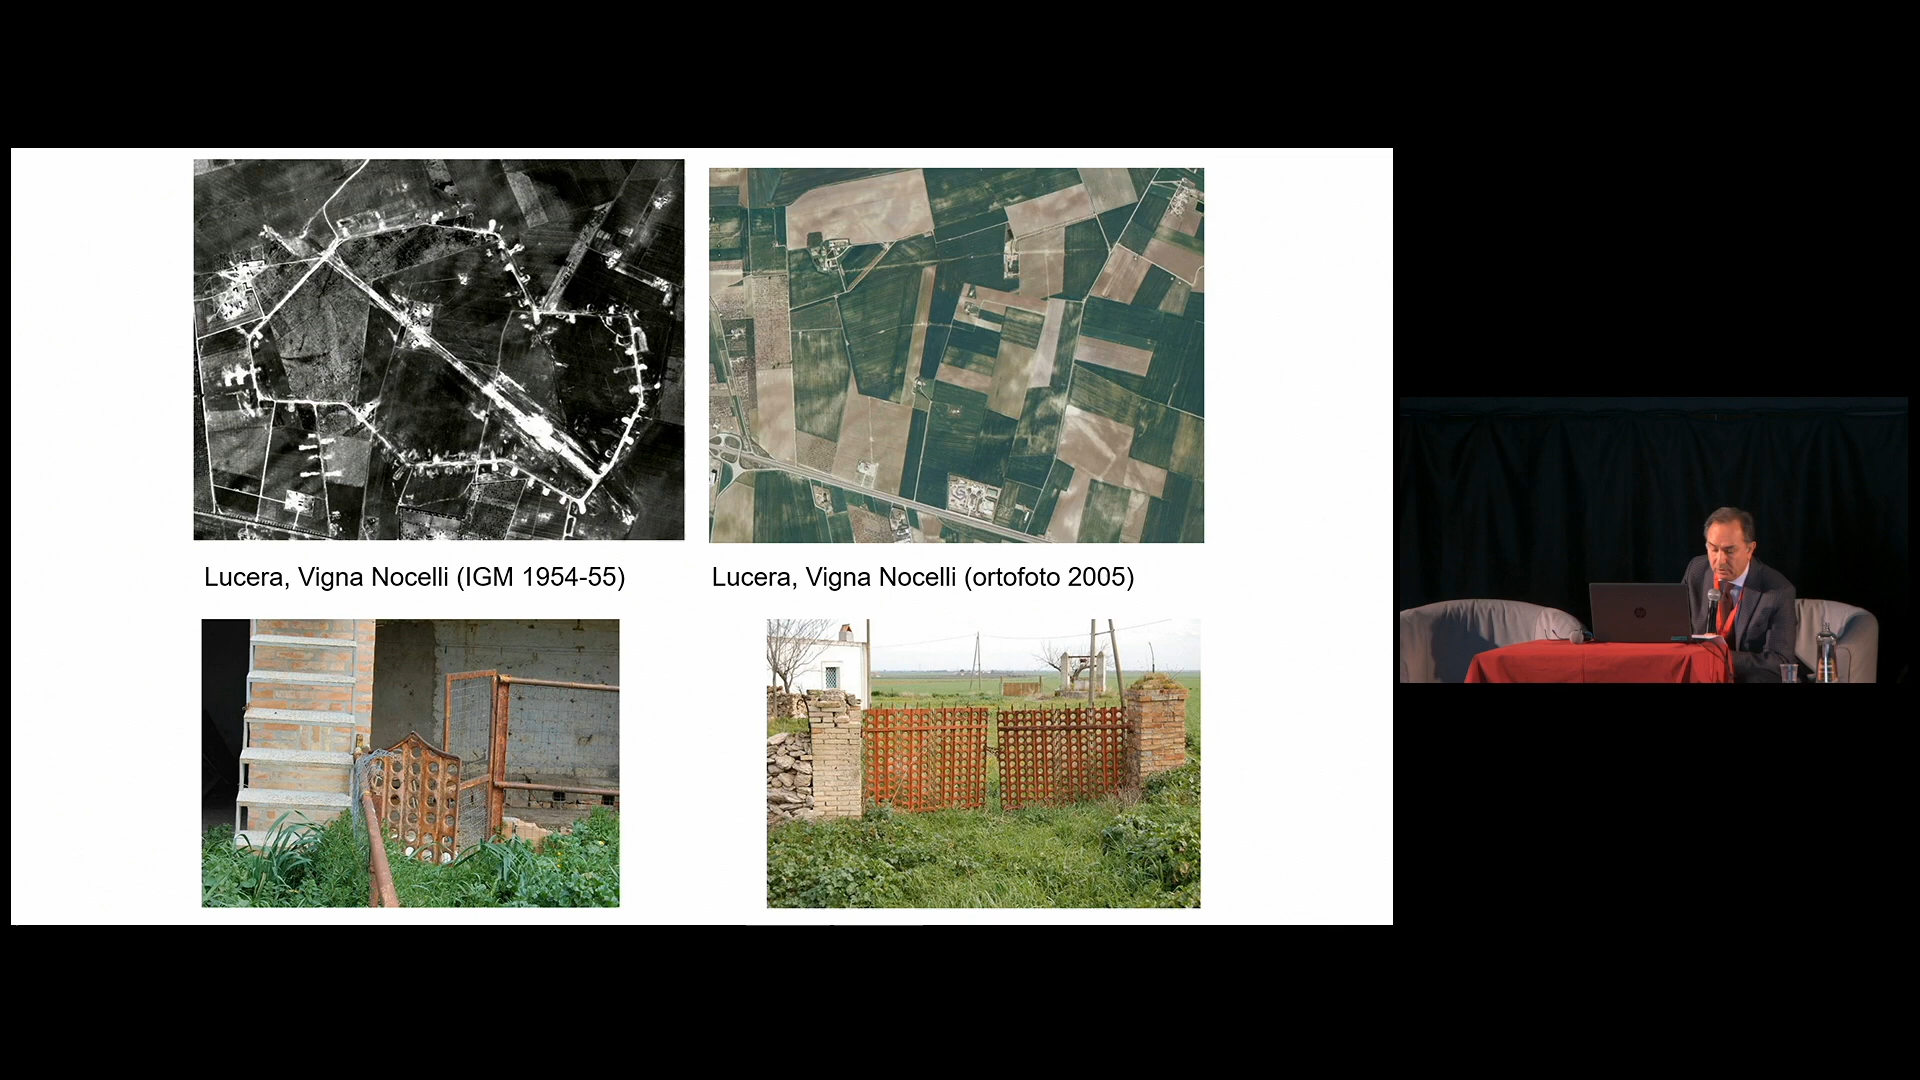 Lucera, Vigna Nocelli (IGM 1954-55)
Lucera, Vigna Nocelli (ortofoto 2005)